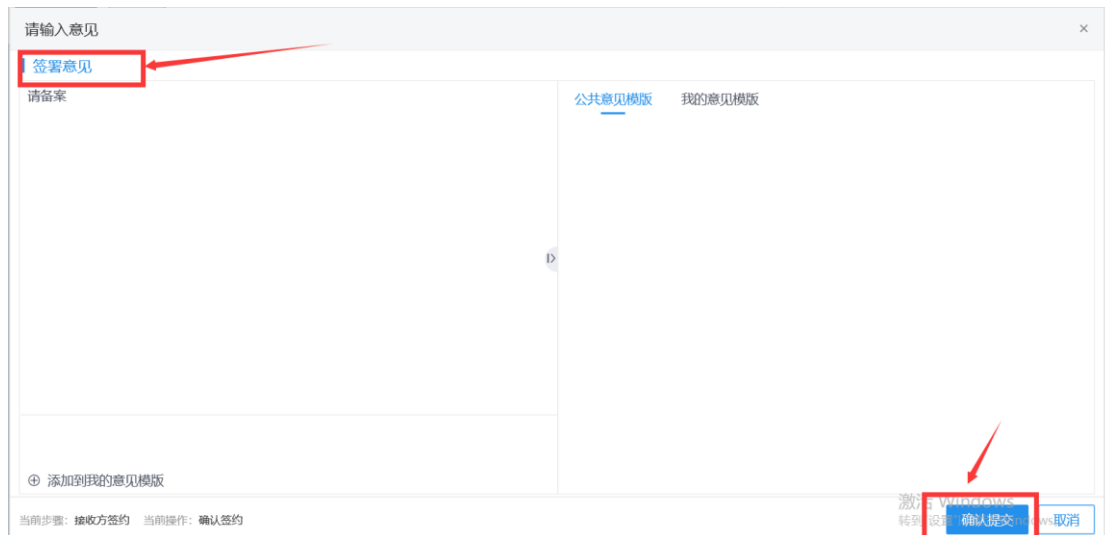 请输入意见 ×
签署意见
请备案
公共意见模版 我的意见模版
添加到我的意见模版
当前步骤: 接收方签约 当前操作: 确认签约
激活 Windows
转到"设置"
确认提交
取消